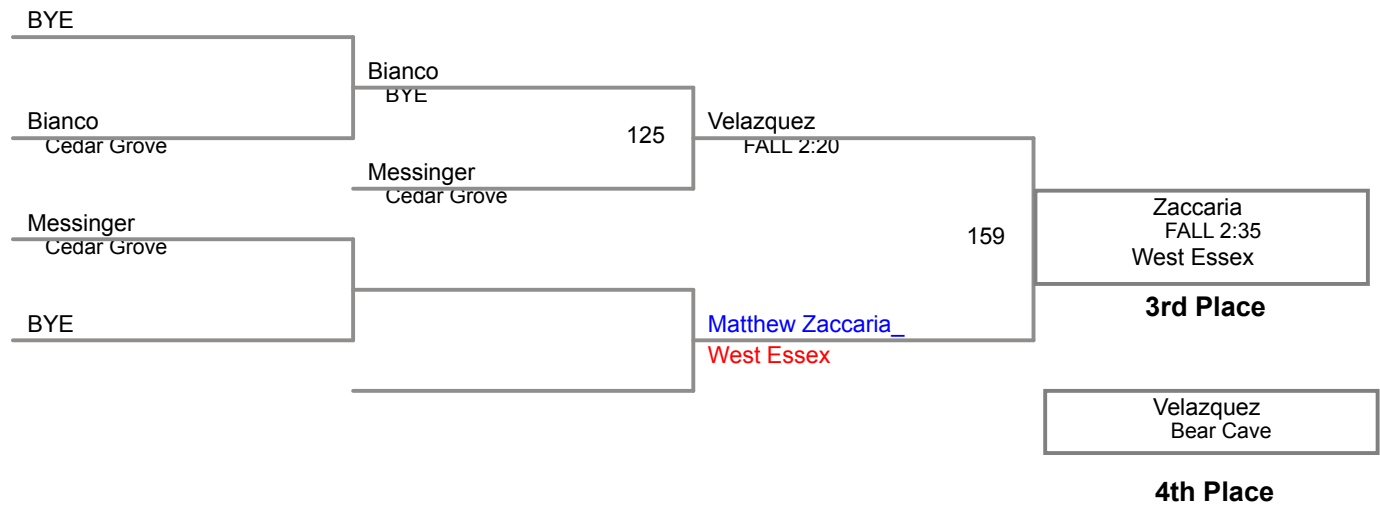 BYE
Bianco
BYE
Bianco
Cedar Grove
125
Velazquez
FALL 2:20
Messinger
Cedar Grove
Messinger
Cedar Grove
BYE
159
Zaccaria
FALL 2:35
West Essex
3rd Place
Matthew Zaccaria_
West Essex
Velazquez
Bear Cave
4th Place